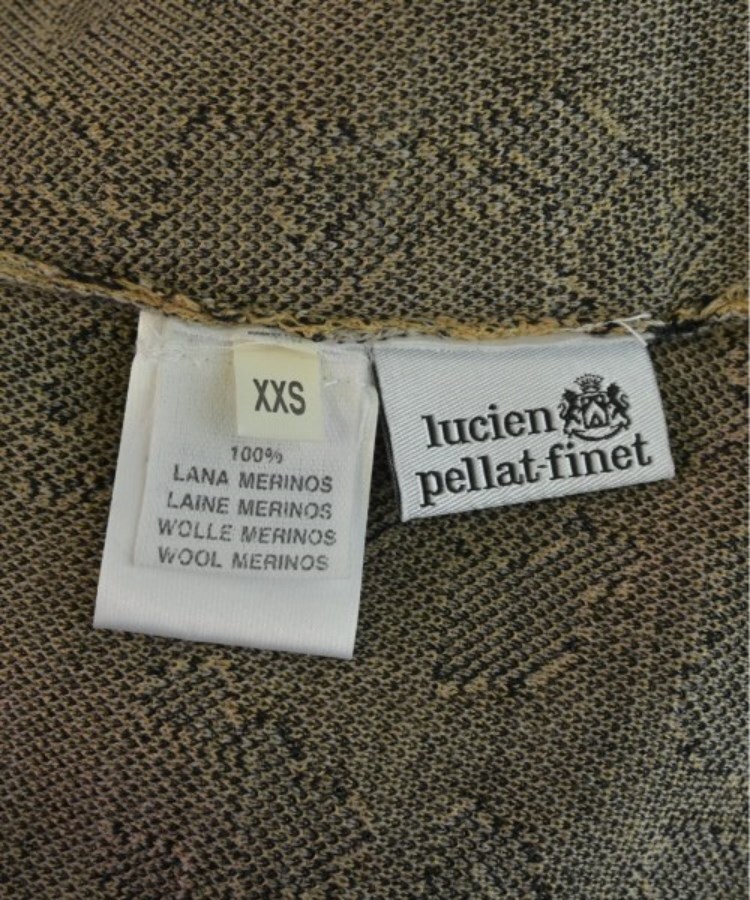 XXS
100%
LANA MERINOS
LAINE MERINOS
WOLLE MERINOS
WOOL MERINOS
lucien
pellat-finet